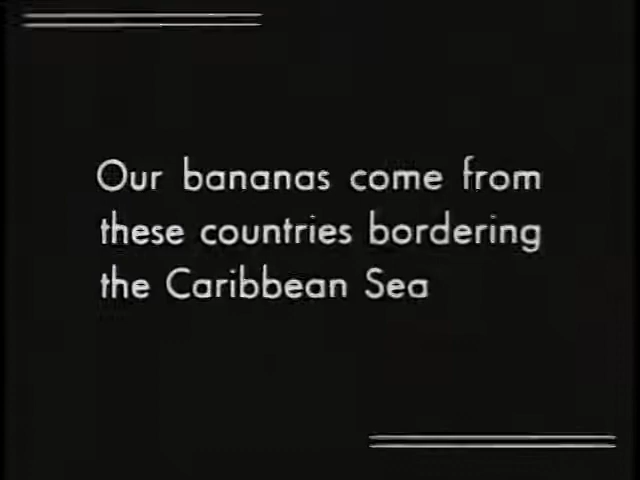 Our bananas come from
these countries bordering
the Caribbean Sea